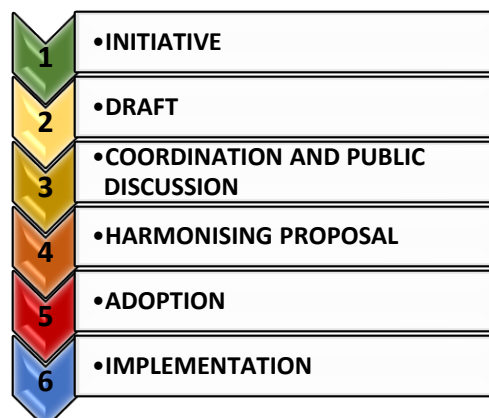 1
•INITIATIVE
2
•DRAFT
3
•COORDINATION AND PUBLIC
DISCUSSION
4
•HARMONISING PROPOSAL
5
•ADOPTION
6
•IMPLEMENTATION